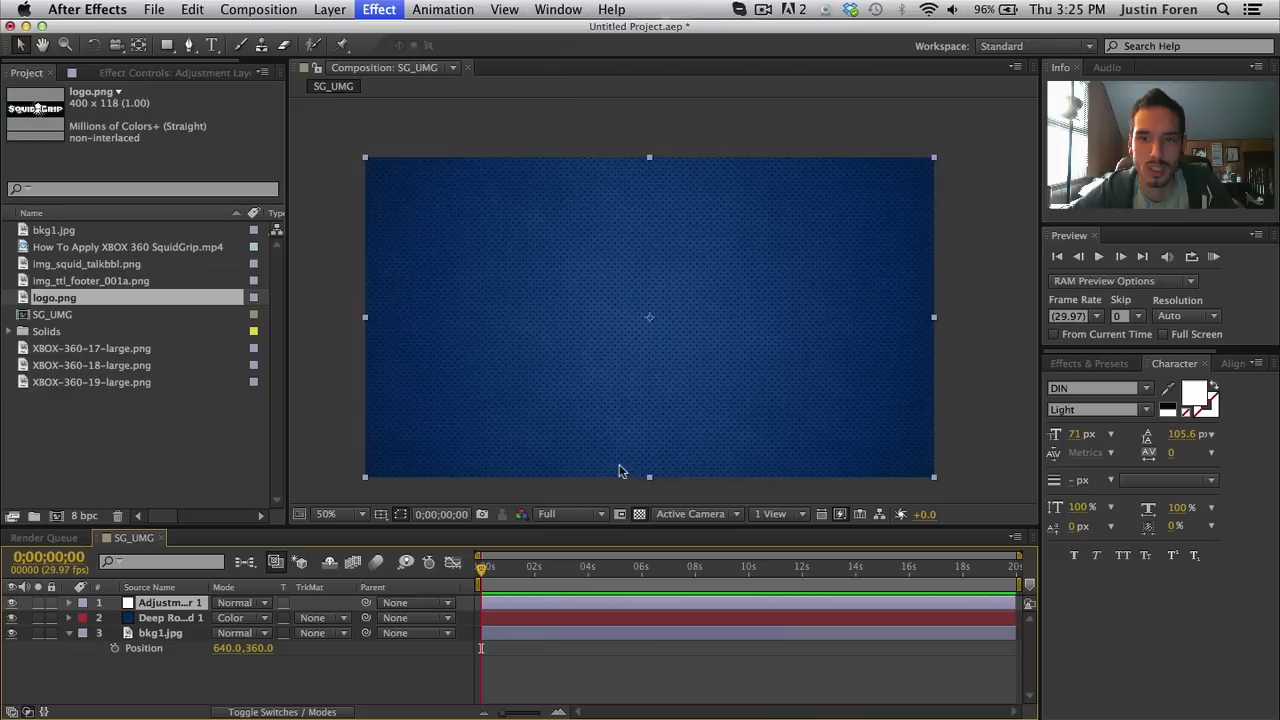 After Effects File Edit Composition Layer Effect Animation View Window Help 2 96% Thu 3:25 PM Justin Foren
Untitled Project.aep *
Workspace: Standard Search Help
Project Effect Controls: Adjustment Lay
logo.png
400 x 118 (1.00)
Millions of Colors+ (Straight)
non-interlaced
SQUIDGRIP
Name Type
bkg1.jpg
How To Apply XBOX 360 SquidGrip.mp4
img_squid_talkbbl.png
img_ttl_footer_001a.png
logo.png
SG_UMG
Solids
XBOX-360-17-large.png
XBOX-360-18-large.png
XBOX-360-19-large.png
8 bpc
Composition: SG_UMG
SG_UMG
50% 0;00;00;00 Full Active Camera 1 View +0.0
Info Audio
Preview
RAM Preview Options
Frame Rate Skip Resolution
(29.97) 0 Auto
From Current Time Full Screen
Effects & Presets Character Align
DIN
Light
71 px 105.6 p
Metrics 0
- px
100% 100%
0 px 0%
T T TT Tr T¹ T₁
Render Queue SG_UMG
0;00;00;00
00000 (29.97 fps)
00s 02s 04s 06s 08s 10s 12s 14s 16s 18s 20s
# Source Name Mode T TrkMat Parent
1 Adjustm...r 1 Normal None
2 Deep Ro...d 1 Color None None
3 bkg1.jpg Normal None None
Position 640.0,360.0
Toggle Switches / Modes